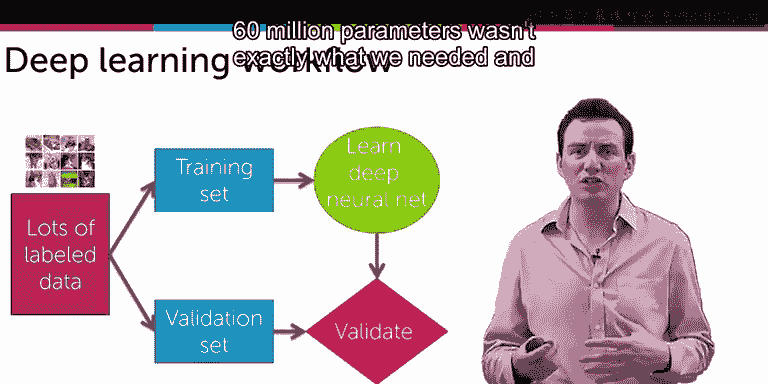 60 million parameters wasn't
exactly what we needed and
Deep learning workflow
Training
set
Learn
deep
neural net
Lots of
labeled
data
Validation
set
Validate